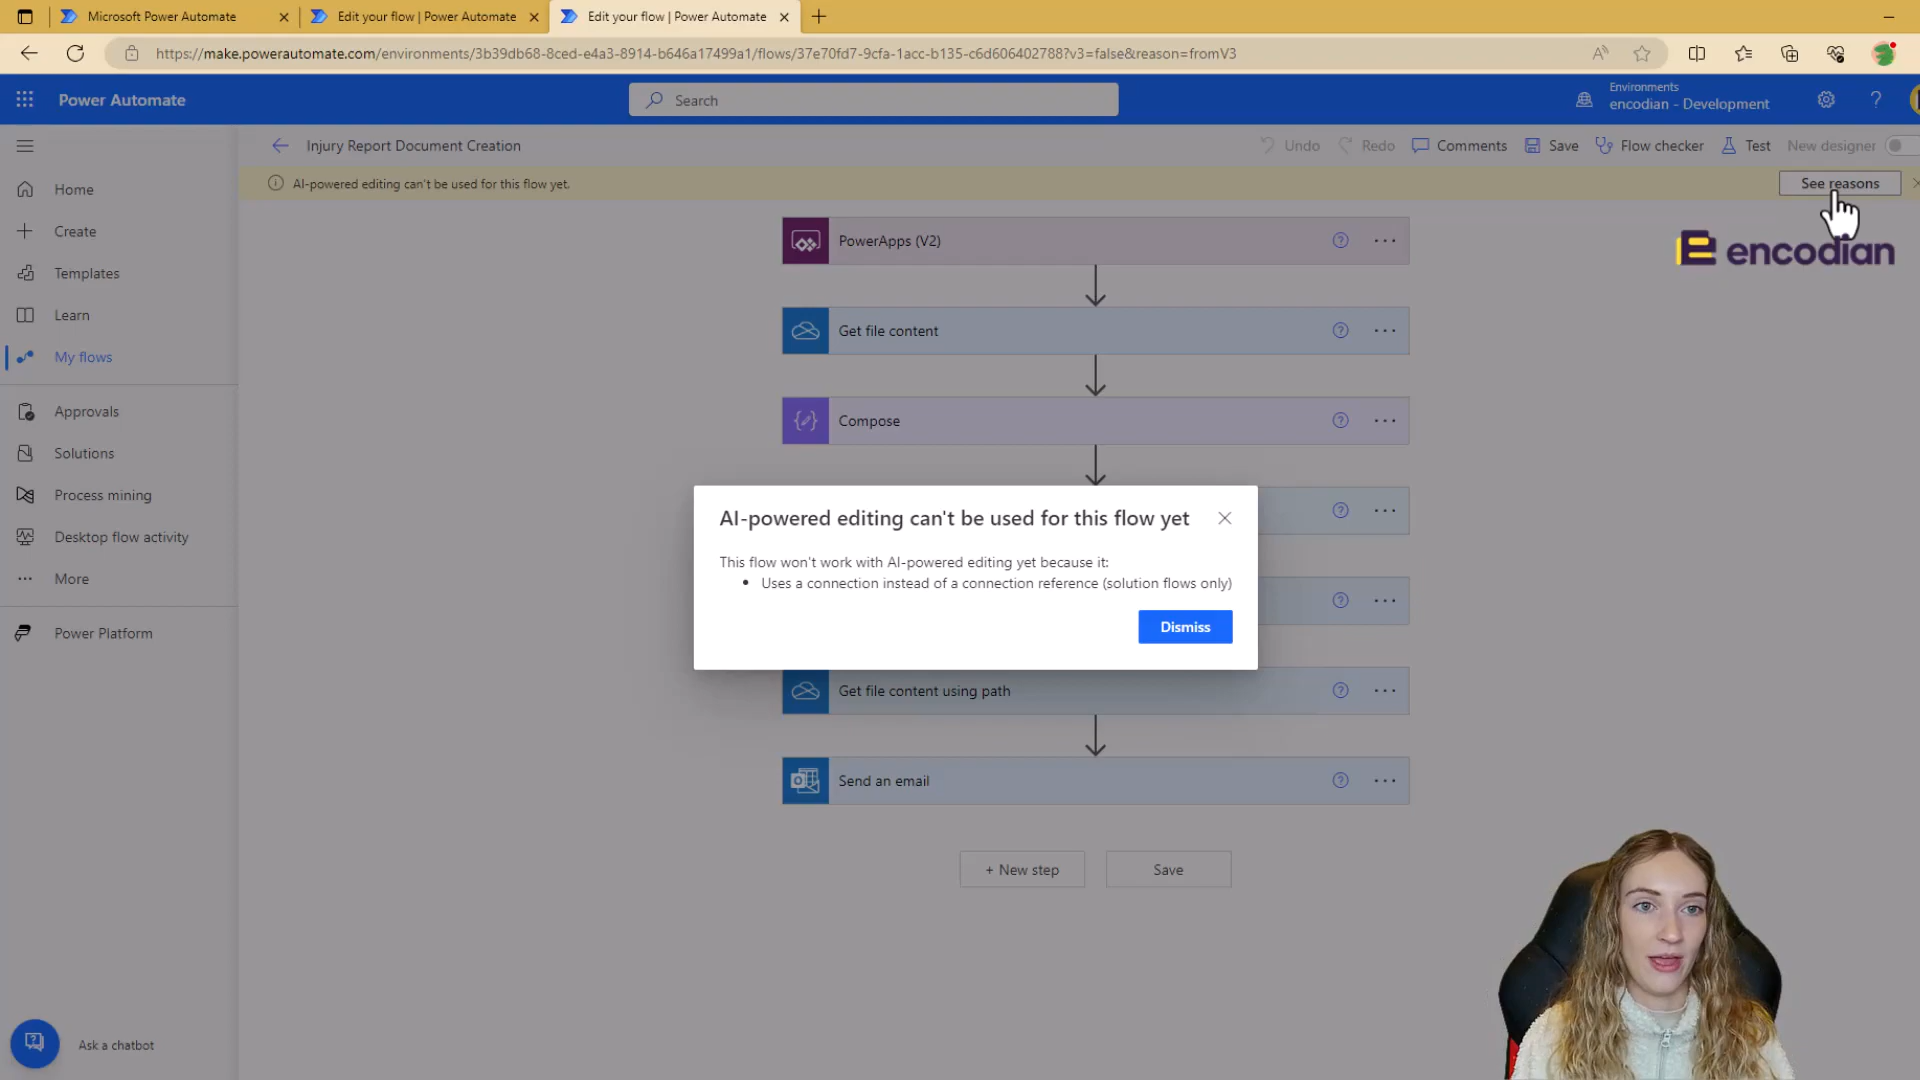 Microsoft Power Automate
Edit your flow | Power Automate
Edit your flow | Power Automate
https://make.powerautomate.com/environments/3b39db68-8ced-e4a3-8914-b646a17499a1/flows/37e70fd7-9cfa-1acc-b135-c6d606402788?v3=false&reason=fromV3
Power Automate
Search
Environments
encodian - Development
Injury Report Document Creation
Undo
Redo
Comments
Save
Flow checker
Test
New designer
AI-powered editing can't be used for this flow yet.
See reasons
encodian
Home
Create
Templates
Learn
My flows
Approvals
Solutions
Process mining
Desktop flow activity
More
Power Platform
Ask a chatbot
PowerApps (V2)
Get file content
Compose
AI-powered editing can't be used for this flow yet
This flow won't work with AI-powered editing yet because it:
• Uses a connection instead of a connection reference (solution flows only)
Dismiss
Get file content using path
Send an email
+ New step
Save